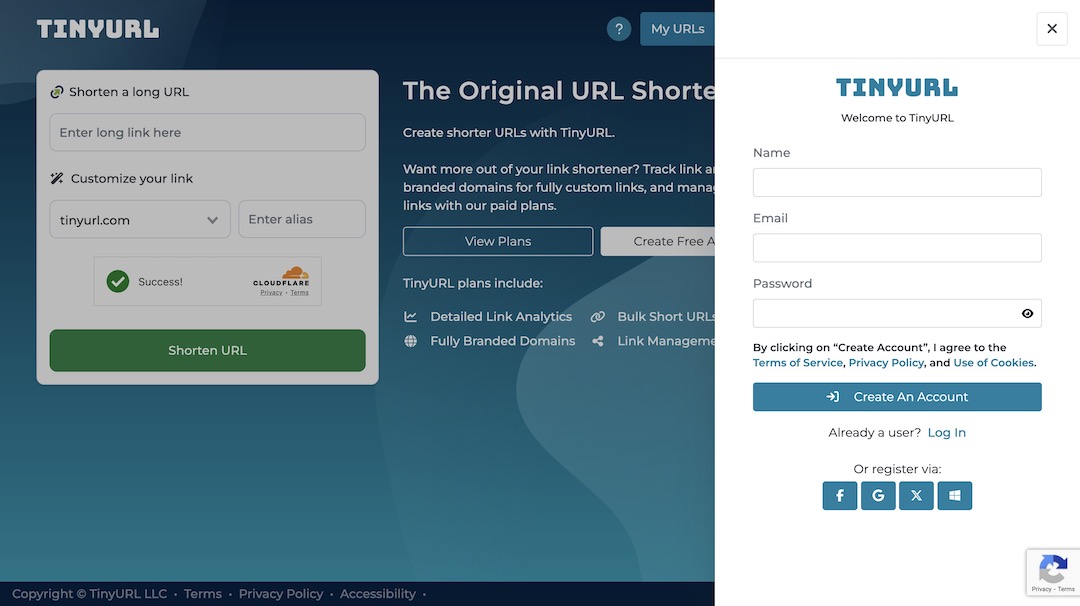 TINYURL
?
My URLs
Shorten a long URL
Enter long link here
Customize your link
tinyurl.com
Enter alias
Success!
CLOUDFLARE
Privacy • Terms
Shorten URL
The Original URL Shorte
Create shorter URLs with TinyURL.
Want more out of your link shortener? Track link a
branded domains for fully custom links, and manag
links with our paid plans.
View Plans
Create Free A
TinyURL plans include:
Detailed Link Analytics
Bulk Short URLs
Fully Branded Domains
Link Manageme
Copyright © TinyURL LLC • Terms • Privacy Policy • Accessibility •
TINYURL
Welcome to TinyURL
Name
Email
Password
By clicking on “Create Account”, I agree to the
Terms of Service, Privacy Policy, and Use of Cookies.
Create An Account
Already a user? Log In
Or register via:
Privacy - Terms